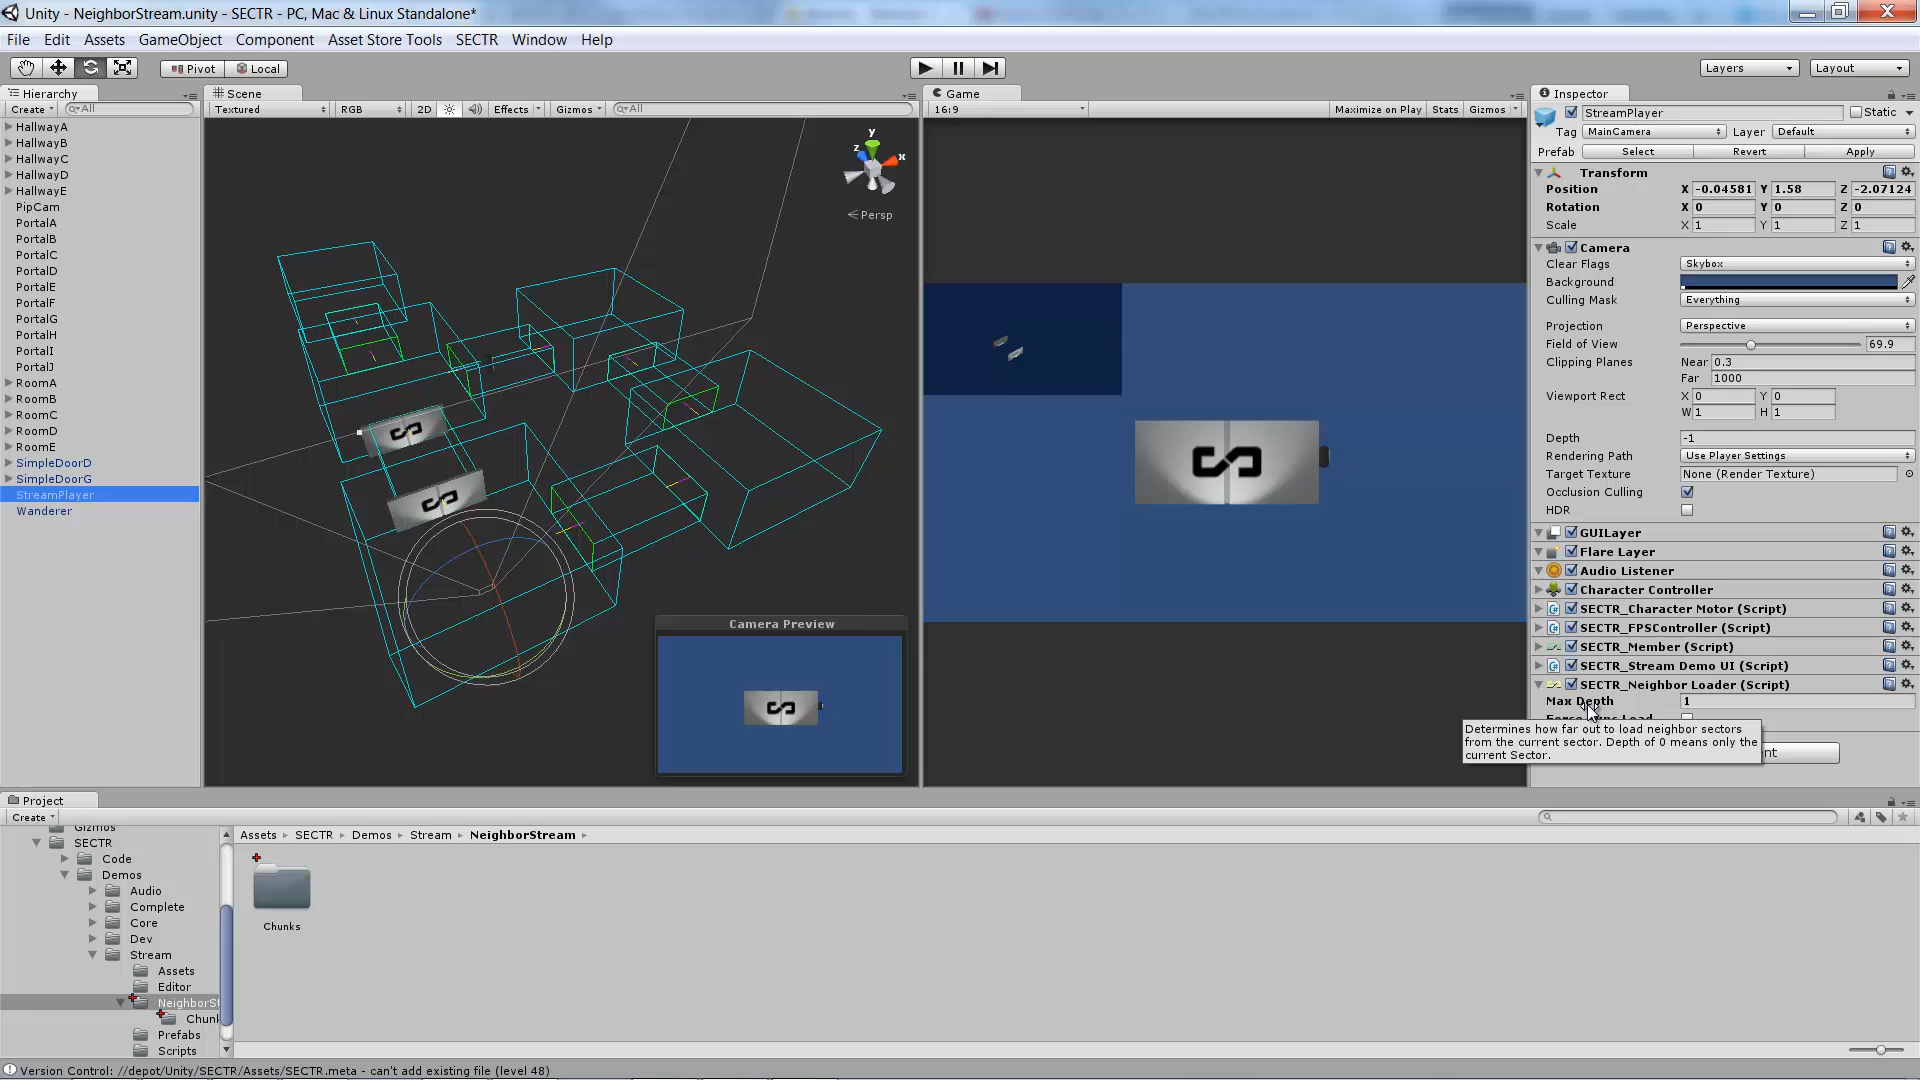 Unity - NeighborStream.unity - SECTR - PC, Mac & Linux Standalone*
File Edit Assets GameObject Component Asset Store Tools SECTR Window Help
Pivot Local Layers Layout
Hierarchy
Create All
HallwayA
HallwayB
HallwayC
HallwayD
HallwayE
PipCam
PortalA
PortalB
PortalC
PortalD
PortalE
PortalF
PortalG
PortalH
PortalI
PortalJ
RoomA
RoomB
RoomC
RoomD
RoomE
SimpleDoorD
SimpleDoorG
StreamPlayer
Wanderer
Scene
Textured RGB 2D Effects Gizmos All
y
z
x
Persp
Camera Preview
Game
16:9 Maximize on Play Stats Gizmos
Inspector
StreamPlayer Static
Tag MainCamera Layer Default
Prefab Select Revert Apply
Transform
Position X -0.04581 Y 1.58 Z -2.07124
Rotation X 0 Y 0 Z 0
Scale X 1 Y 1 Z 1
Camera
Clear Flags Skybox
Background
Culling Mask Everything
Projection Perspective
Field of View 69.9
Clipping Planes Near 0.3
Far 1000
Viewport Rect X 0 Y 0
W 1 H 1
Depth -1
Rendering Path Use Player Settings
Target Texture None (Render Texture)
Occlusion Culling
HDR
GUILayer
Flare Layer
Audio Listener
Character Controller
SECTR_Character Motor (Script)
SECTR_FPSController (Script)
SECTR_Member (Script)
SECTR_Stream Demo UI (Script)
SECTR_Neighbor Loader (Script)
Max Depth 1
Determines how far out to load neighbor sectors
from the current sector. Depth of 0 means only the
current Sector.
Project
Create
Gizmos
SECTR
Code
Demos
Audio
Complete
Core
Dev
Stream
Assets
Editor
NeighborSt
Chunk
Prefabs
Scripts
Assets SECTR Demos Stream NeighborStream
Chunks
Version Control: //depot/Unity/SECTR/Assets/SECTR.meta - can't add existing file (level 48)